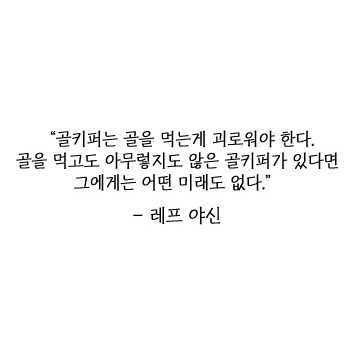 “골키퍼는 골을 먹는게 괴로워야 한다.
골을 먹고도 아무렇지도 않은 골키퍼가 있다면
그에게는 어떤 미래도 없다.”
- 레프 야신